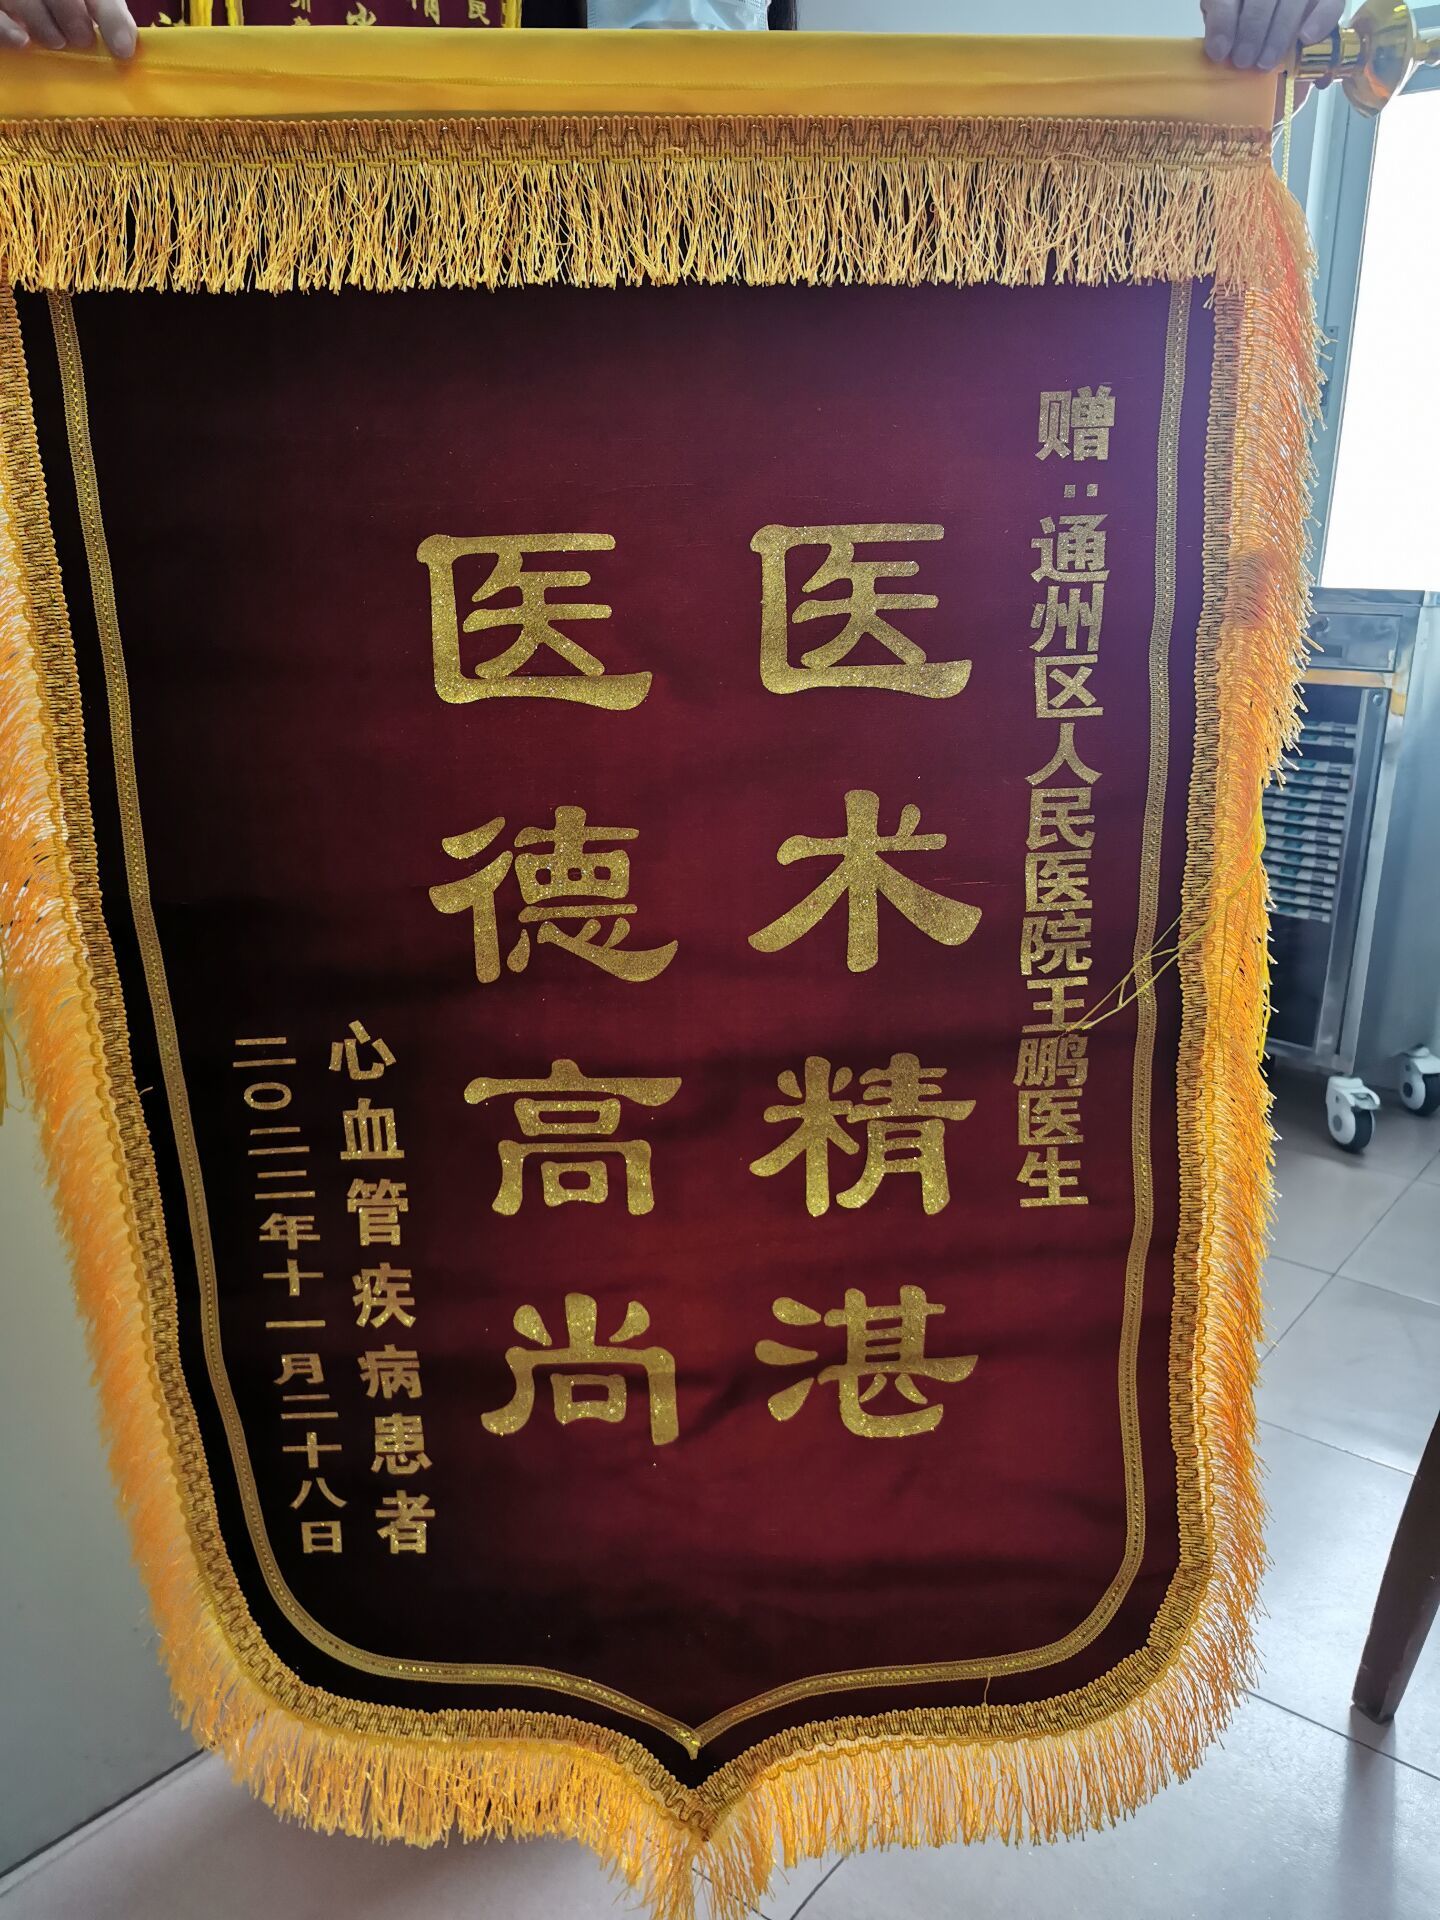 赠：通州区人民医院王鹏医生
医术精湛
医德高尚
心血管疾病患者
二〇二二年十一月二十八日